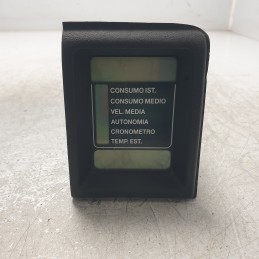 CONSUMO IST.
CONSUMO MEDIO
VEL. MEDIA
AUTONOMIA
CRONOMETRO
TEMP. EST.